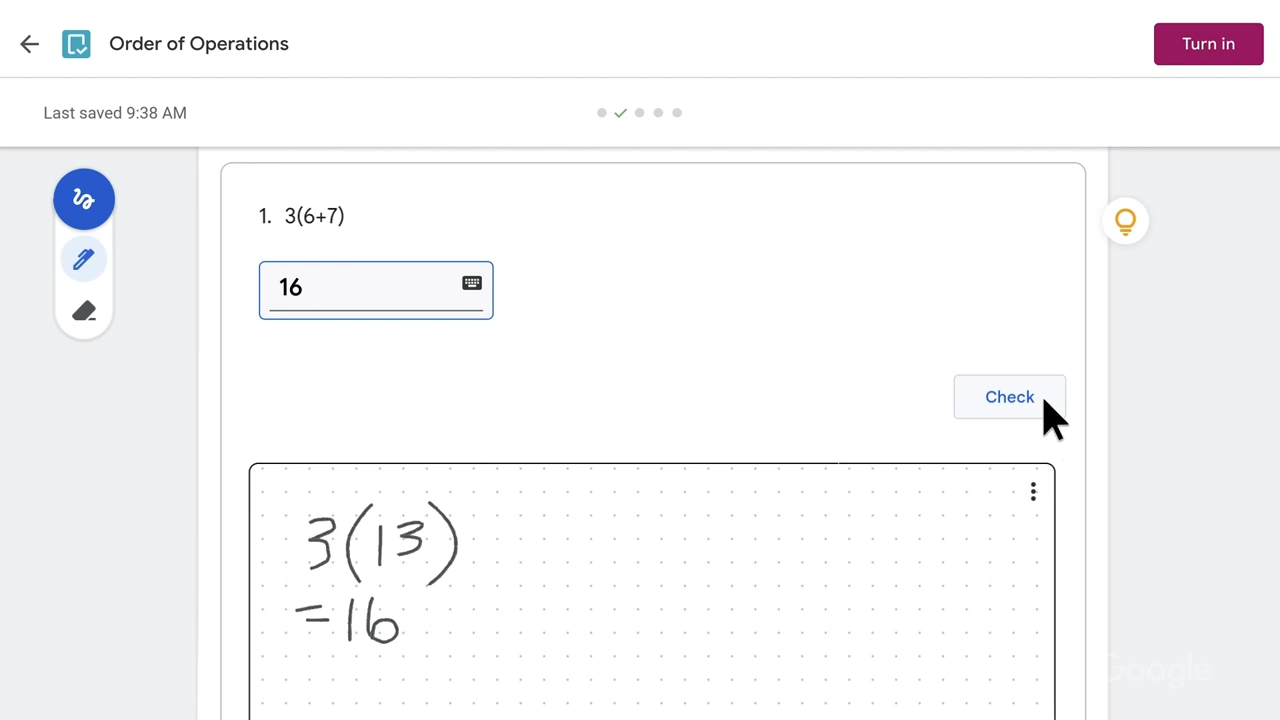 Order of Operations
Turn in
Last saved 9:38 AM
1. 3(6+7)
16
Check
3(13)
=16
Google